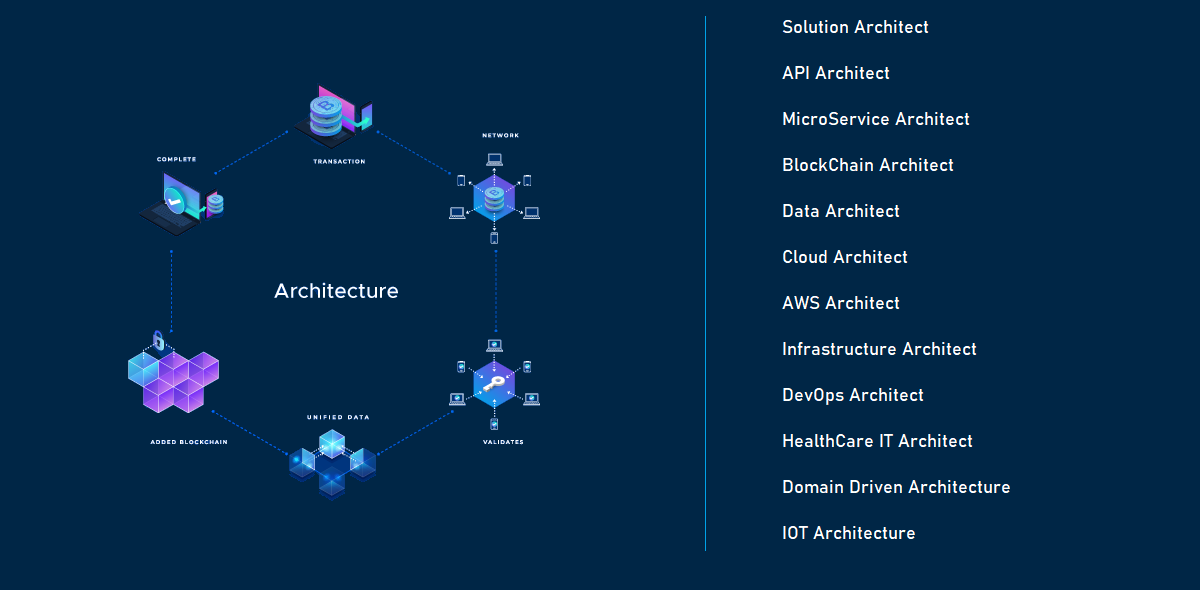 COMPLETE
TRANSACTION
NETWORK
Architecture
ADDED BLOCKCHAIN
UNIFIED DATA
VALIDATES
Solution Architect
API Architect
MicroService Architect
BlockChain Architect
Data Architect
Cloud Architect
AWS Architect
Infrastructure Architect
DevOps Architect
HealthCare IT Architect
Domain Driven Architecture
IOT Architecture